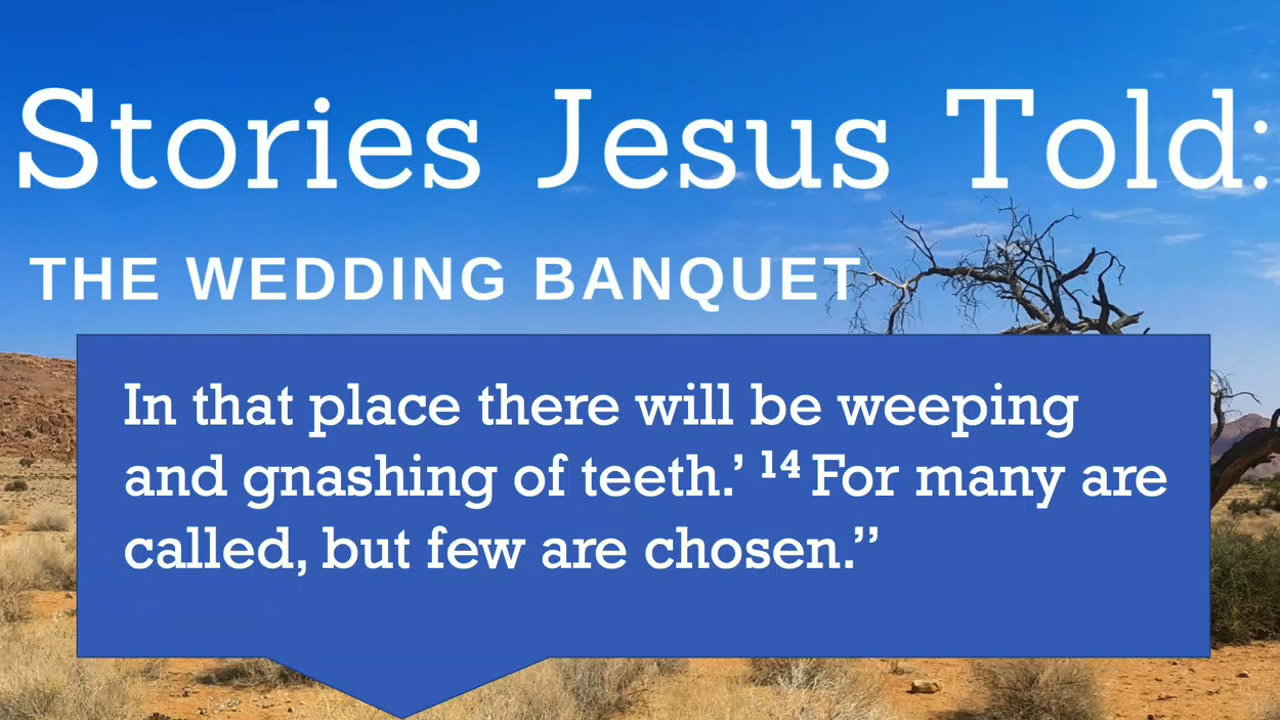 Stories Jesus Told:
THE WEDDING BANQUET
In that place there will be weeping
and gnashing of teeth.’ 14 For many are
called, but few are chosen.”